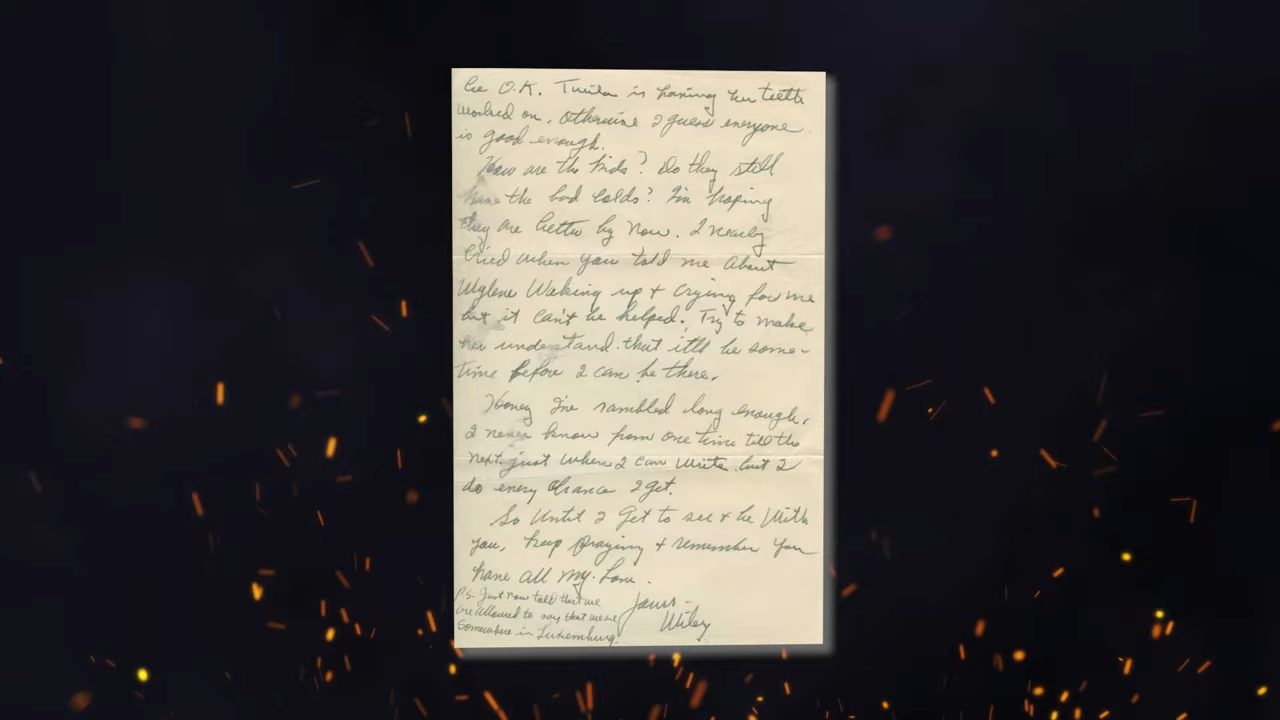 be O.K. Twila is having her teeth
worked on. Otherwise I guess everyone
is good enough.
How are the kids? Do they still
have the bad colds? I'm hoping
they are better by now. I nearly
cried when you told me about
Wylene Waking up + Crying for me
but it can't be helped. Try to make
her understand that it'll be some-
time before I can be there.
Honey I've rambled long enough.
I never know from one time till the
next just when I can Write but I
do every Chance I get.
So Until I Get to see + be With
you, keep praying + remember You
have all my Love.
Yours -
Wiley
P.S. Just now told that we
are allowed to say that we are
Somewhere in Luxemburg.